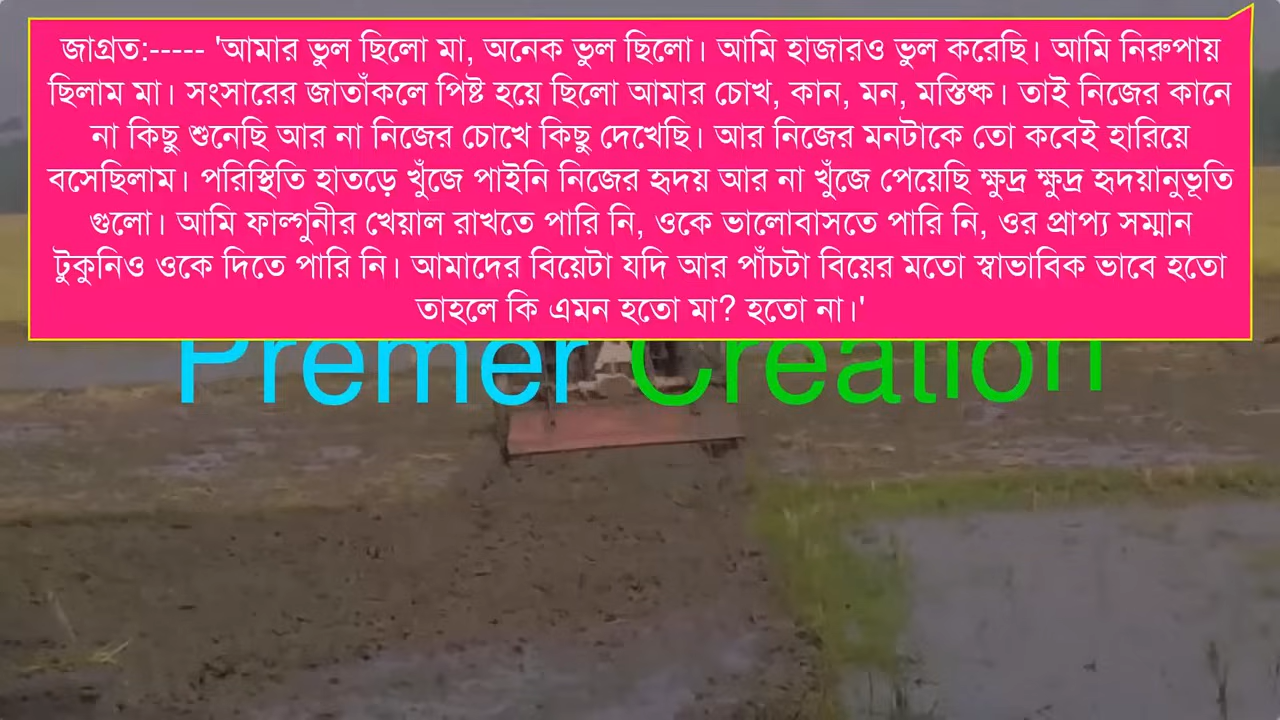 জাগ্রত:----- 'আমার ভুল ছিলো মা, অনেক ভুল ছিলো। আমি হাজারও ভুল করেছি। আমি নিরুপায়
ছিলাম মা। সংসারের জাতাঁকলে পিষ্ট হয়ে ছিলো আমার চোখ, কান, মন, মস্তিষ্ক। তাই নিজের কানে
না কিছু শুনেছি আর না নিজের চোখে কিছু দেখেছি। আর নিজের মনটাকে তো কবেই হারিয়ে
বসেছিলাম। পরিস্থিতি হাতড়ে খুঁজে পাইনি নিজের হৃদয় আর না খুঁজে পেয়েছি ক্ষুদ্র ক্ষুদ্র হৃদয়ানুভূতি
গুলো। আমি ফাল্গুনীর খেয়াল রাখতে পারি নি, ওকে ভালোবাসতে পারি নি, ওর প্রাপ্য সম্মান
টুকুনিও ওকে দিতে পারি নি। আমাদের বিয়েটা যদি আর পাঁচটা বিয়ের মতো স্বাভাবিক ভাবে হতো
তাহলে কি এমন হতো মা? হতো না।'
Premer Creation